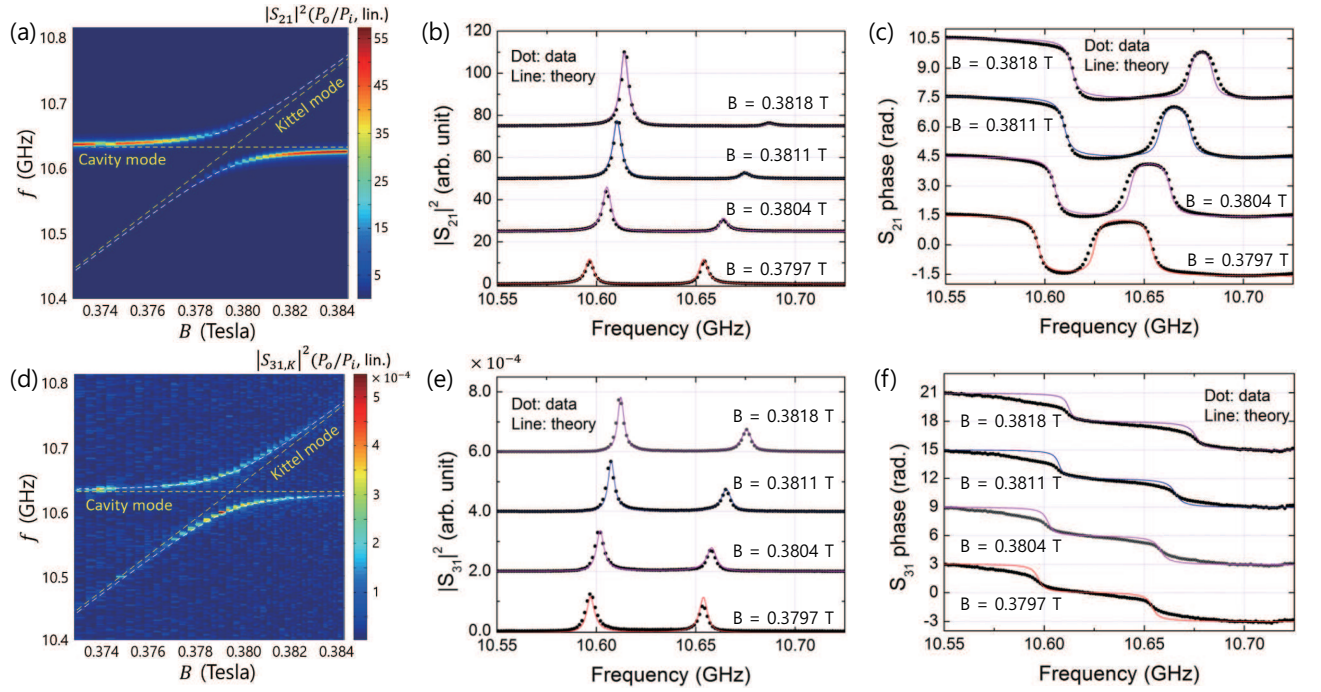 (a)
|S21|² (Po/Pi, lin.)
10.8
10.7
10.6
10.5
10.4
f (GHz)
Kittel mode
Cavity mode
55
45
35
25
15
5
0.374 0.376 0.378 0.380 0.382 0.384
B (Tesla)
(b)
120
100
80
60
40
20
0
|S21|² (arb. unit)
Dot: data
Line: theory
B = 0.3818 T
B = 0.3811 T
B = 0.3804 T
B = 0.3797 T
10.55 10.60 10.65 10.70
Frequency (GHz)
(c)
10.5
7.5
4.5
3.0
1.5
0.0
-1.5
S21 phase (rad.)
Dot: data
Line: theory
B = 0.3818 T
B = 0.3811 T
B = 0.3804 T
B = 0.3797 T
10.55 10.60 10.65 10.70
Frequency (GHz)
(d)
|S31,K|² (Po/Pi, lin.)
× 10⁻⁴
10.8
10.7
10.6
10.5
10.4
f (GHz)
Kittel mode
Cavity mode
5
4
3
2
1
0.374 0.376 0.378 0.380 0.382 0.384
B (Tesla)
(e)
× 10⁻⁴
8.0
6.0
4.0
2.0
0.0
|S31|² (arb. unit)
Dot: data
Line: theory
B = 0.3818 T
B = 0.3811 T
B = 0.3804 T
B = 0.3797 T
10.55 10.60 10.65 10.70
Frequency (GHz)
(f)
21
18
15
12
9
6
3
0
-3
S31 phase (rad.)
Dot: data
Line: theory
B = 0.3818 T
B = 0.3811 T
B = 0.3804 T
B = 0.3797 T
10.55 10.60 10.65 10.70
Frequency (GHz)